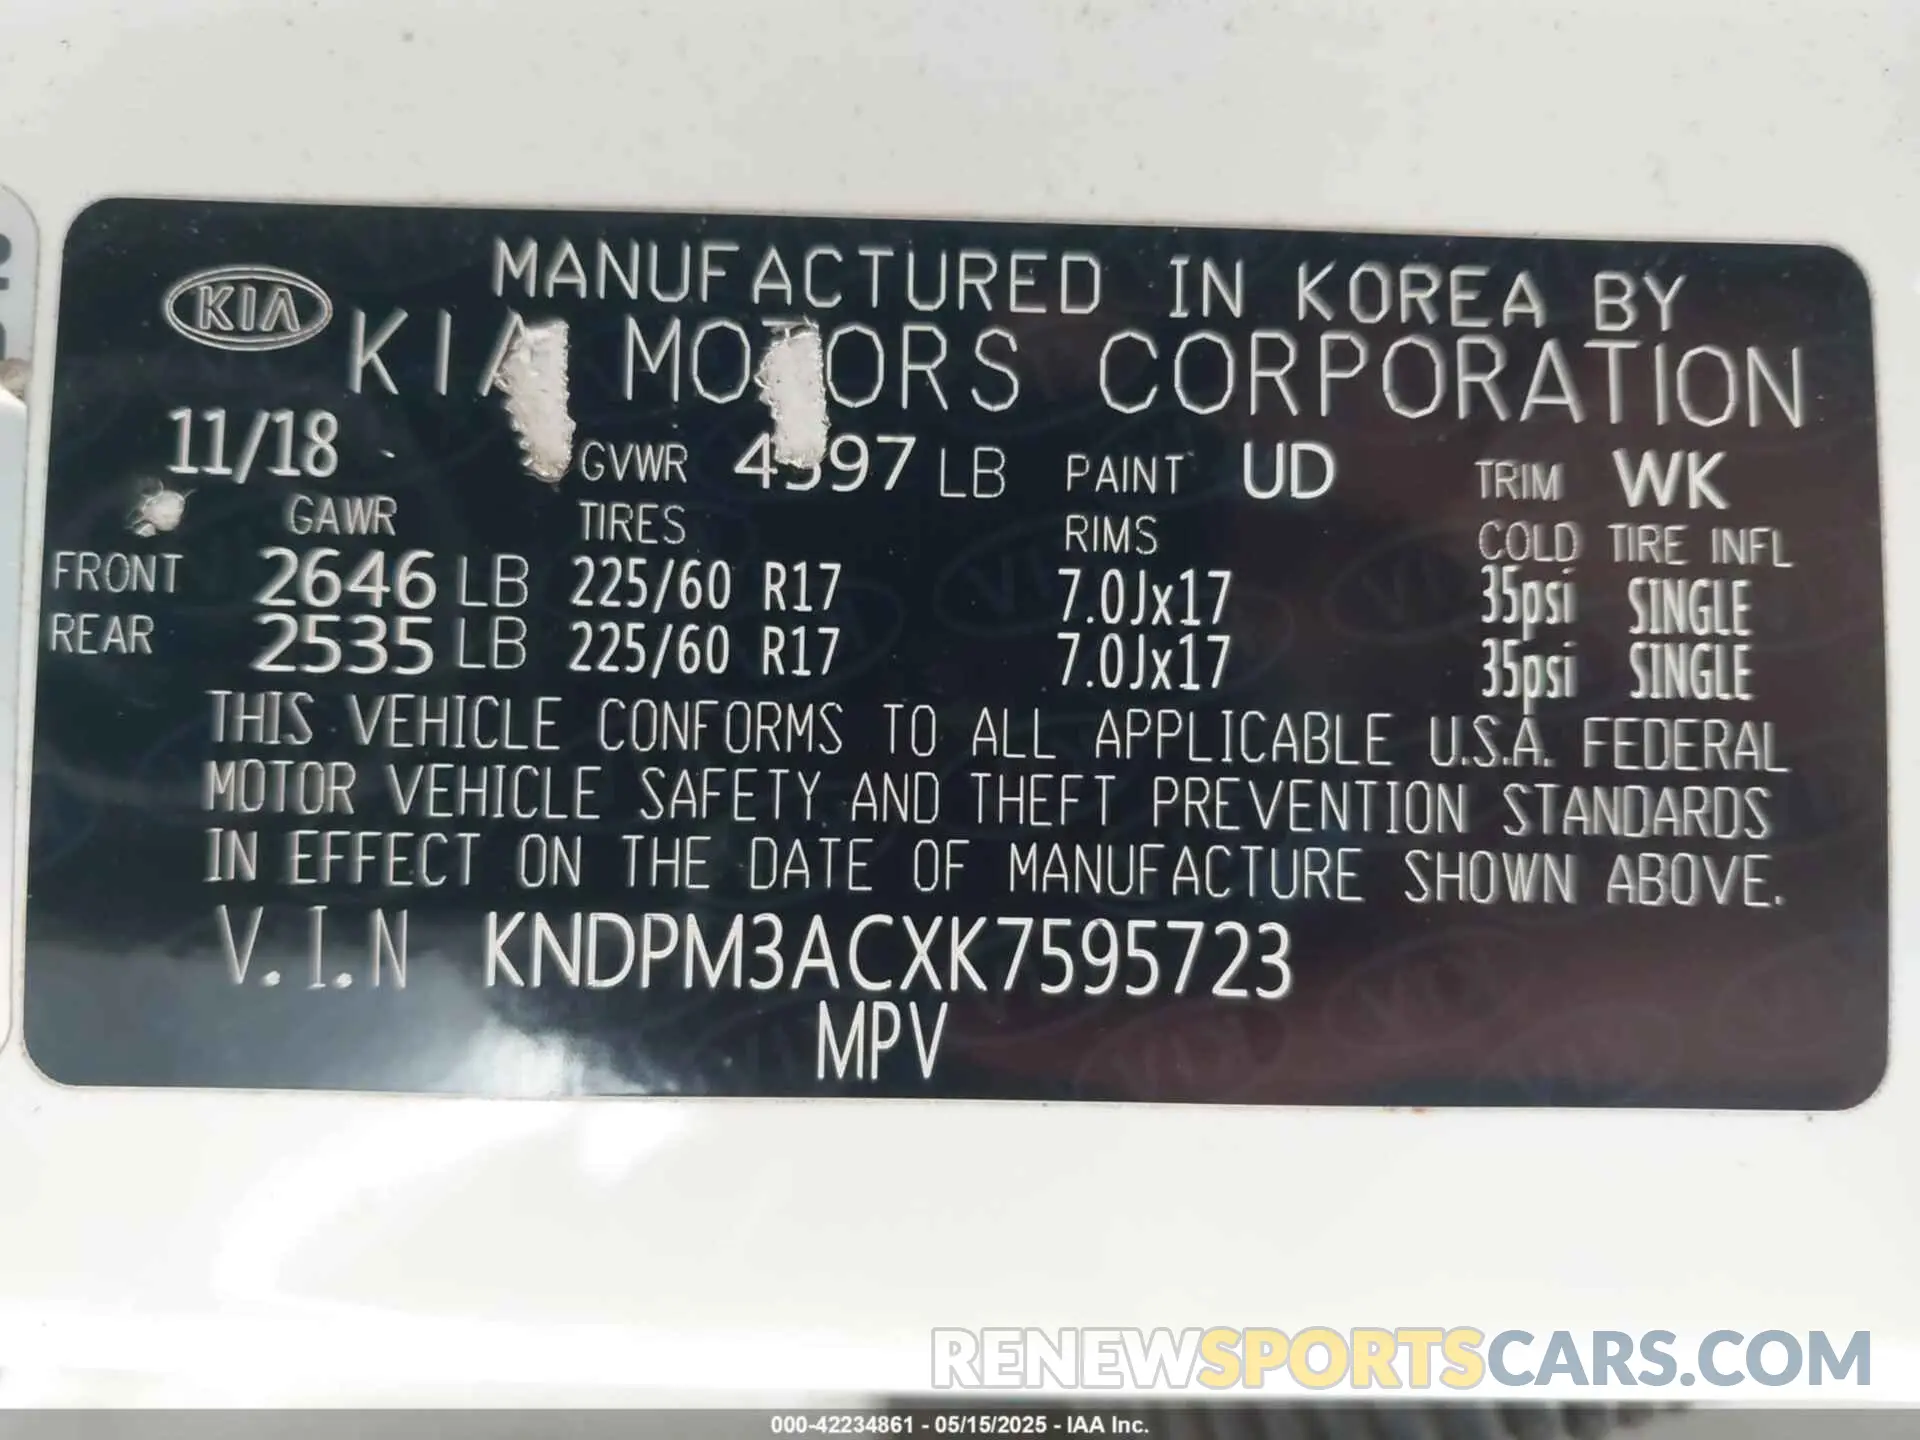 MANUFACTURED IN KOREA BY
KIA
KIA MOTORS CORPORATION
11/18 GVWR LB PAINT UD TRIM WK
GAWR TIRES RIMS COLD TIRE INFL
FRONT 2646 LB 225/60 R17 7.0Jx17 35psi SINGLE
REAR 2535 LB 225/60 R17 7.0Jx17 35psi SINGLE
THIS VEHICLE CONFORMS TO ALL APPLICABLE U.S.A. FEDERAL
MOTOR VEHICLE SAFETY AND THEFT PREVENTION STANDARDS
IN EFFECT ON THE DATE OF MANUFACTURE SHOWN ABOVE.
V.I.N KNDPM3ACXK7595723
MPV
RENEWSPORTSCARS.COM
000-42234861 - 05/15/2025 - IAA Inc.